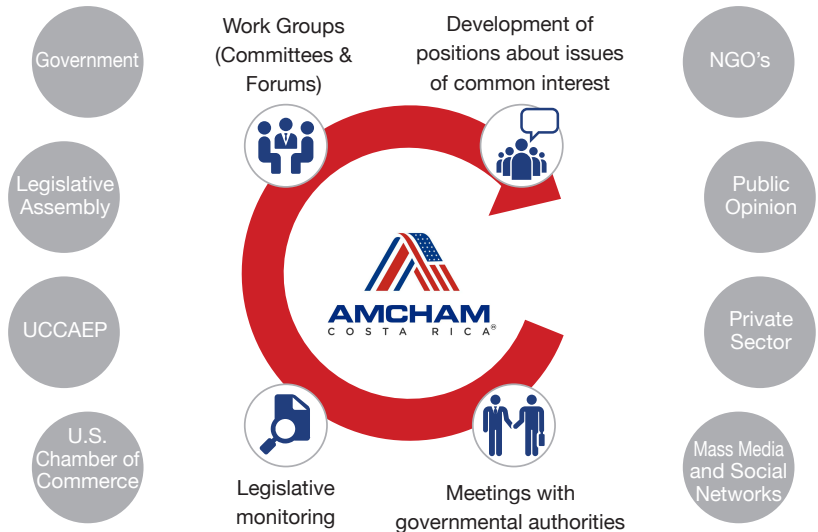 Government
Legislative
Assembly
UCCAEP
U.S.
Chamber of
Commerce
Work Groups
(Committees &
Forums)
Development of
positions about issues
of common interest
AMCHAM
COSTA RICA®
Legislative
monitoring
Meetings with
governmental authorities
NGO's
Public
Opinion
Private
Sector
Mass Media
and Social
Networks